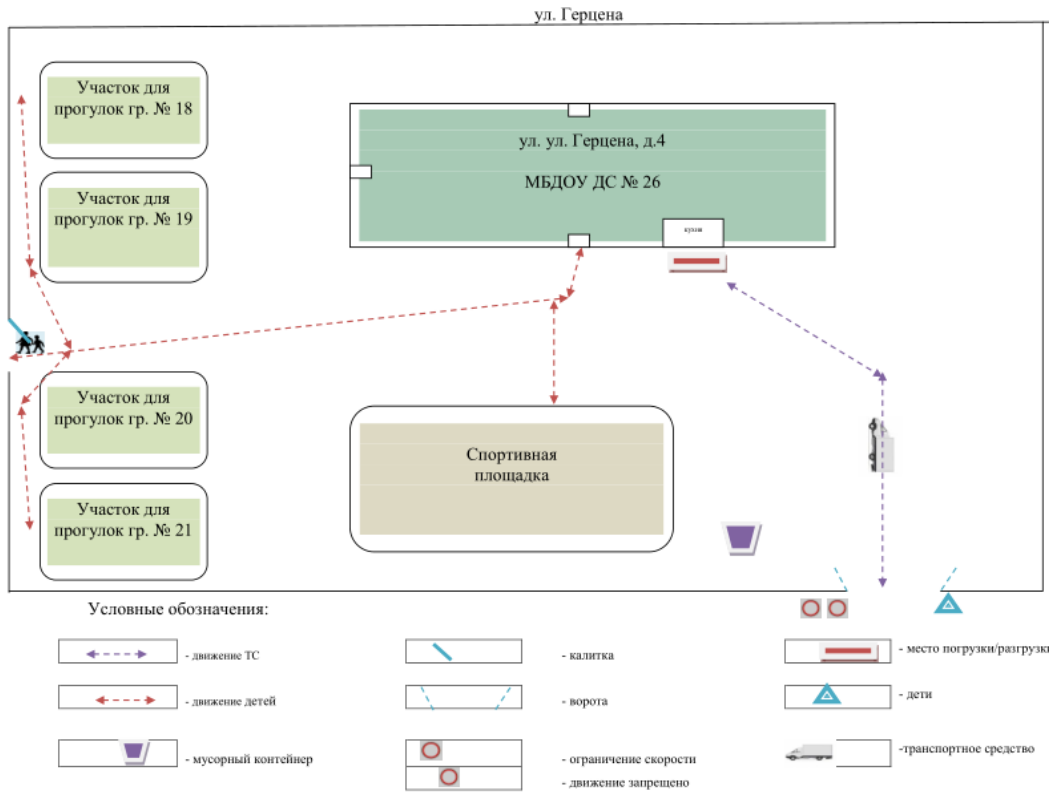 ул. Герцена
Участок для
прогулок гр. № 18
ул. ул. Герцена, д.4
МБДОУ ДС № 26
Участок для
прогулок гр. № 19
кухня
Участок для
прогулок гр. № 20
Спортивная
площадка
Участок для
прогулок гр. № 21
Условные обозначения:
- движение ТС
- калитка
- место погрузки/разгрузки
- движение детей
- ворота
- дети
- мусорный контейнер
- ограничение скорости
-транспортное средство
- движение запрещено